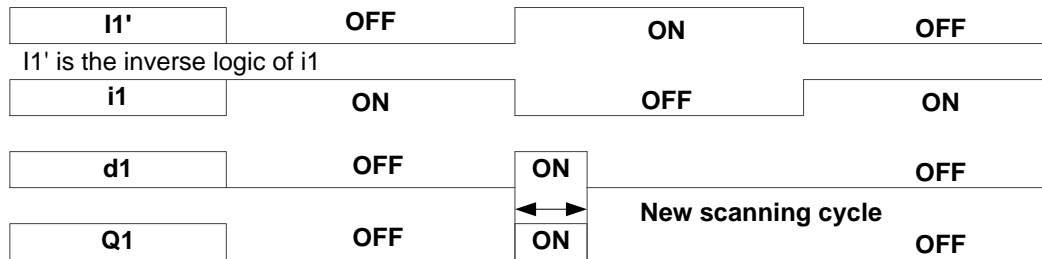 I1' OFF ON OFF
I1' is the inverse logic of i1
i1 ON OFF ON
d1 OFF ON OFF
New scanning cycle
Q1 OFF ON OFF